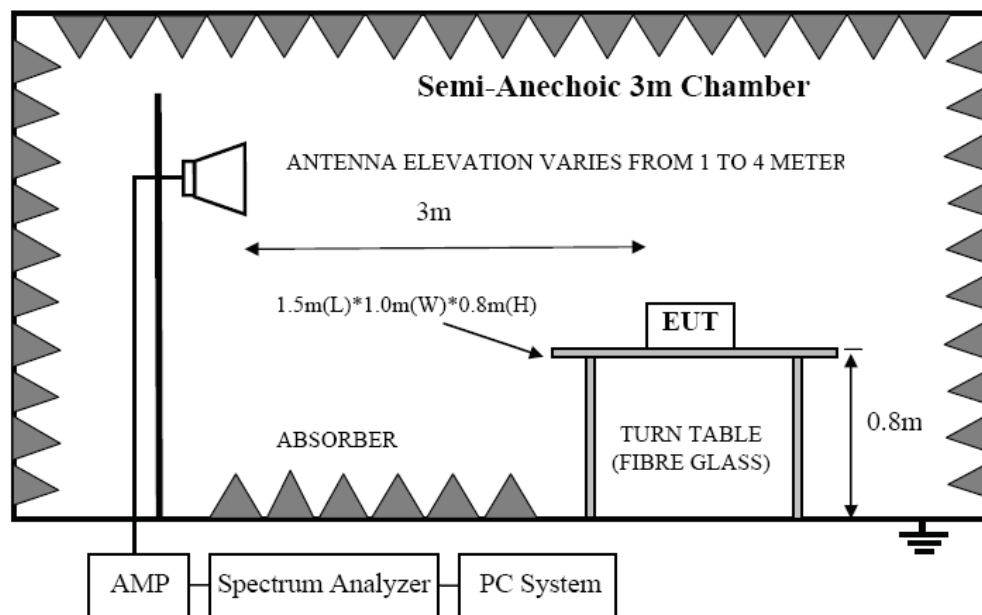 Semi-Anechoic 3m Chamber
ANTENNA ELEVATION VARIES FROM 1 TO 4 METER
3m
1.5m(L)*1.0m(W)*0.8m(H)
EUT
0.8m
ABSORBER
TURN TABLE
(FIBRE GLASS)
AMP
Spectrum Analyzer
PC System